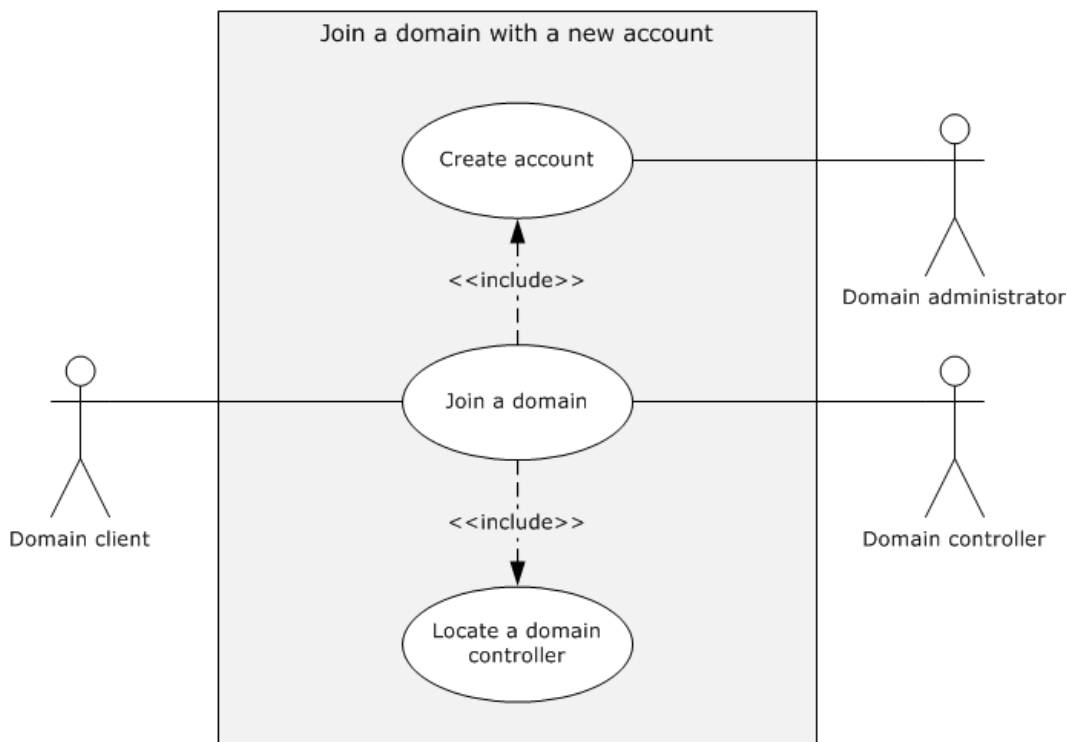 Join a domain with a new account
Create account
Domain administrator
<<include>>
Join a domain
Domain client
Domain controller
<<include>>
Locate a domain
controller